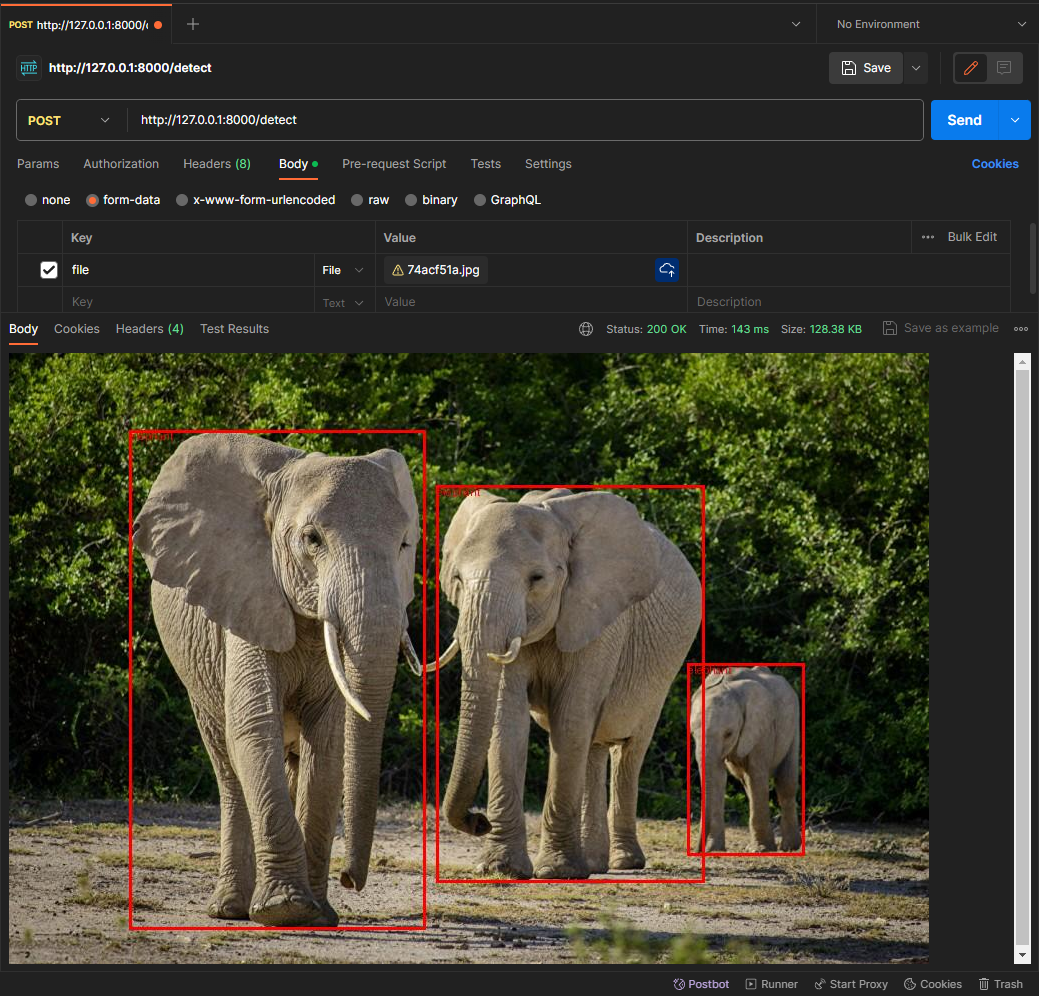 POST http://127.0.0.1:8000/
No Environment
HTTP http://127.0.0.1:8000/detect
Save
POST http://127.0.0.1:8000/detect
Send
Params Authorization Headers (8) Body Pre-request Script Tests Settings Cookies
none form-data x-www-form-urlencoded raw binary GraphQL
Key Value Description ••• Bulk Edit
file File 74acf51a.jpg
Key Text Value Description
Body Cookies Headers (4) Test Results Status: 200 OK Time: 143 ms Size: 128.38 KB Save as example
Postbot Runner Start Proxy Cookies Trash